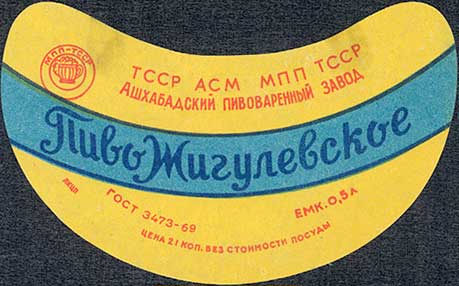 МПП-ТССР
ТССР АСМ МПП ТССР
АШХАБАДСКИЙ ПИВОВАРЕННЫЙ ЗАВОД
Пиво Жигулевское
ГОСТ 3473-69
ЕМК. 0,5 Л
ЦЕНА 21 КОП. БЕЗ СТОИМОСТИ ПОСУДЫ